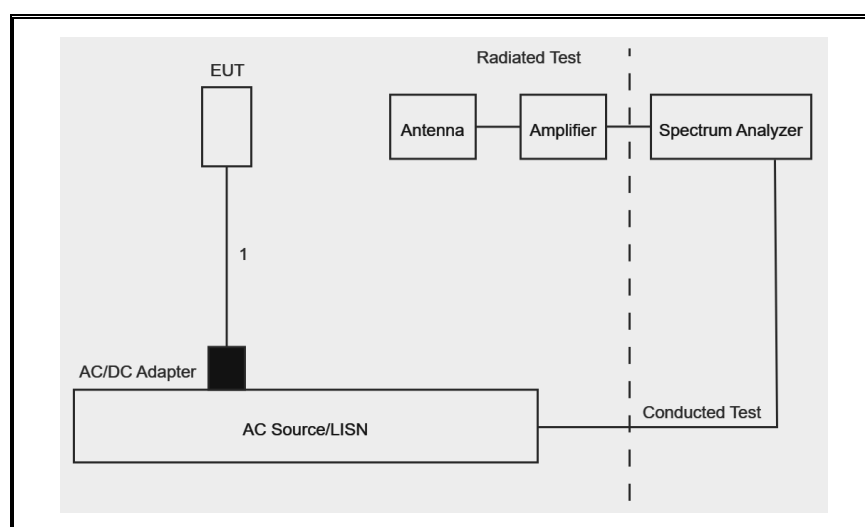 EUT
Radiated Test
Antenna
Amplifier
Spectrum Analyzer
1
AC/DC Adapter
AC Source/LISN
Conducted Test